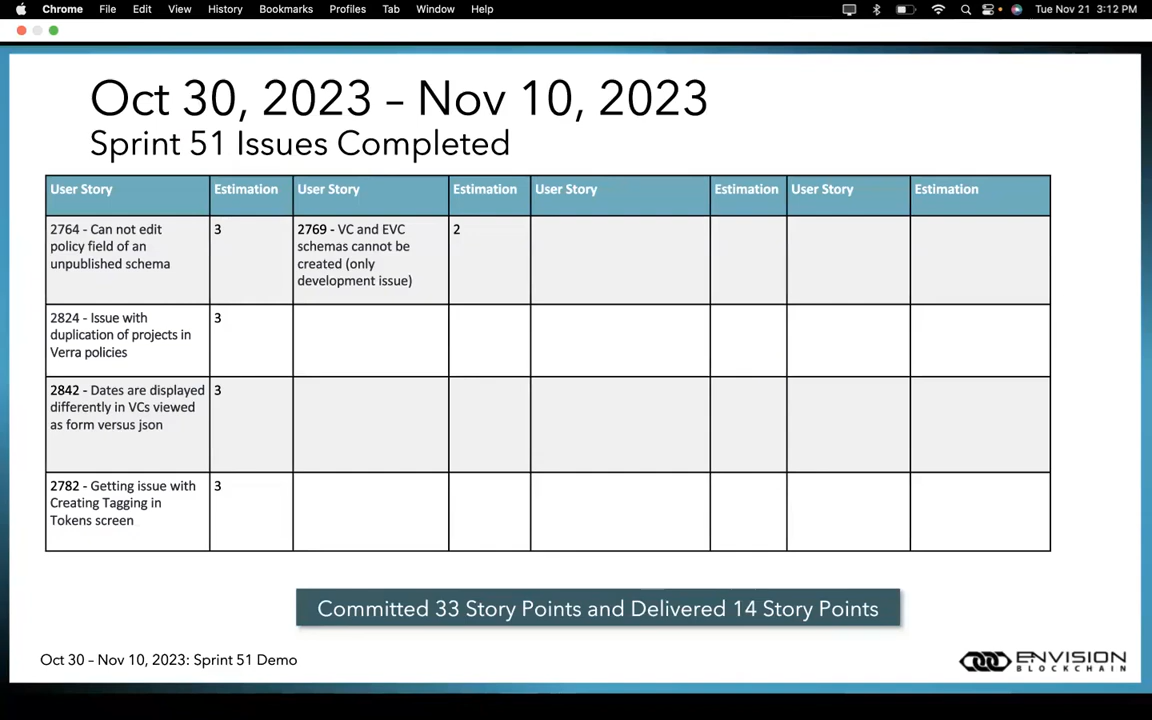 Chrome File Edit View History Bookmarks Profiles Tab Window Help Tue Nov 21 3:12 PM
Oct 30, 2023 – Nov 10, 2023
Sprint 51 Issues Completed
User Story Estimation User Story Estimation User Story Estimation User Story Estimation
2764 - Can not edit
policy field of an
unpublished schema
3
2769 - VC and EVC
schemas cannot be
created (only
development issue)
2
2824 - Issue with
duplication of projects in
Verra policies
3
2842 - Dates are displayed
differently in VCs viewed
as form versus json
3
2782 - Getting issue with
Creating Tagging in
Tokens screen
3
Committed 33 Story Points and Delivered 14 Story Points
Oct 30 – Nov 10, 2023: Sprint 51 Demo
ENVISION
BLOCKCHAIN